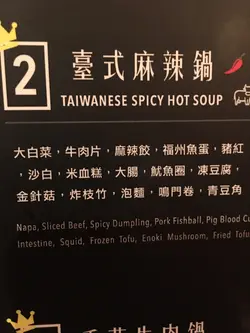 2
臺式麻辣鍋
TAIWANESE SPICY HOT SOUP
大白菜，牛肉片，麻辣餃，福州魚蛋，豬紅
，沙白，米血糕，大腸，魷魚圈，凍豆腐，
金針菇，炸枝竹，泡麵，鳴門卷，青豆角
Napa, Sliced Beef, Spicy Dumpling, Pork Fishball, Pig Blood Cu
Intestine, Squid, Frozen Tofu, Enoki Mushroom, Fried Tofu
牛肉鍋